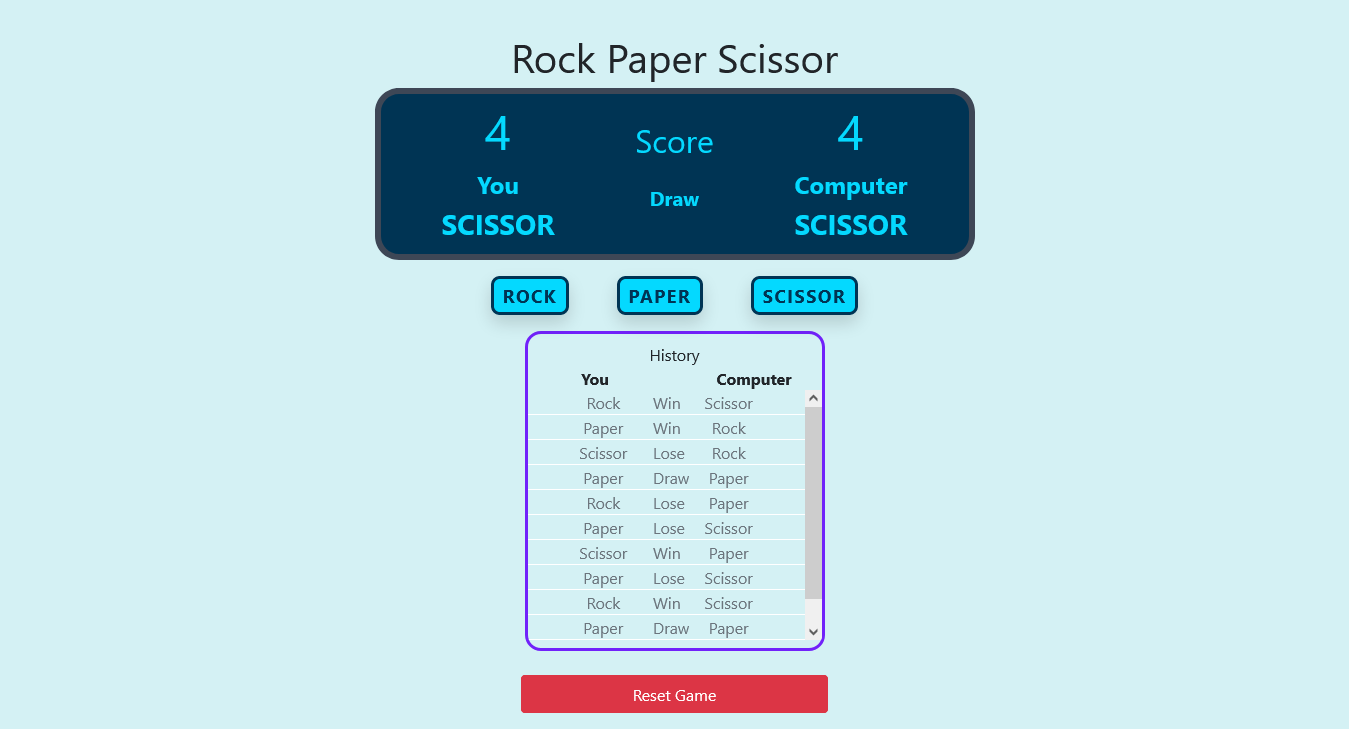 Rock Paper Scissor
4 Score 4
You Draw Computer
SCISSOR SCISSOR
ROCK PAPER SCISSOR
History
You Computer
Rock Win Scissor
Paper Win Rock
Scissor Lose Rock
Paper Draw Paper
Rock Lose Paper
Paper Lose Scissor
Scissor Win Paper
Paper Lose Scissor
Rock Win Scissor
Paper Draw Paper
Reset Game